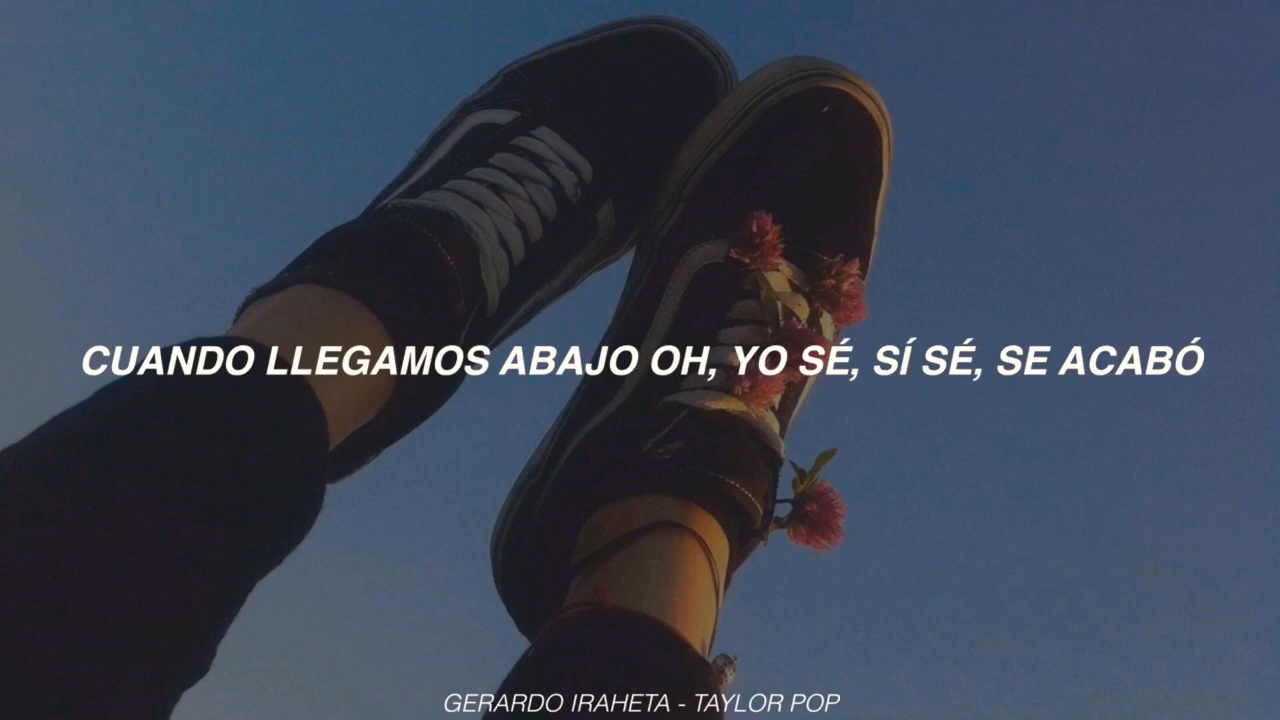 CUANDO LLEGAMOS ABAJO OH, YO SÉ, SÍ SÉ, SE ACABÓ
GERARDO IRAHETA - TAYLOR POP